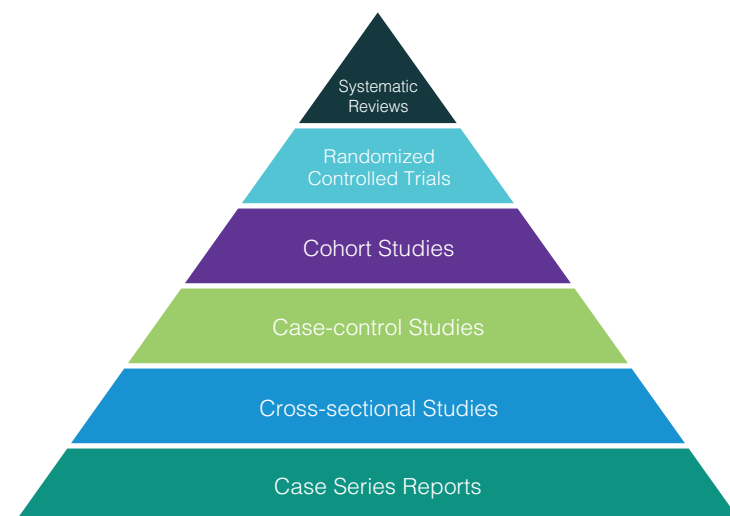 Systematic
Reviews
Randomized
Controlled Trials
Cohort Studies
Case-control Studies
Cross-sectional Studies
Case Series Reports